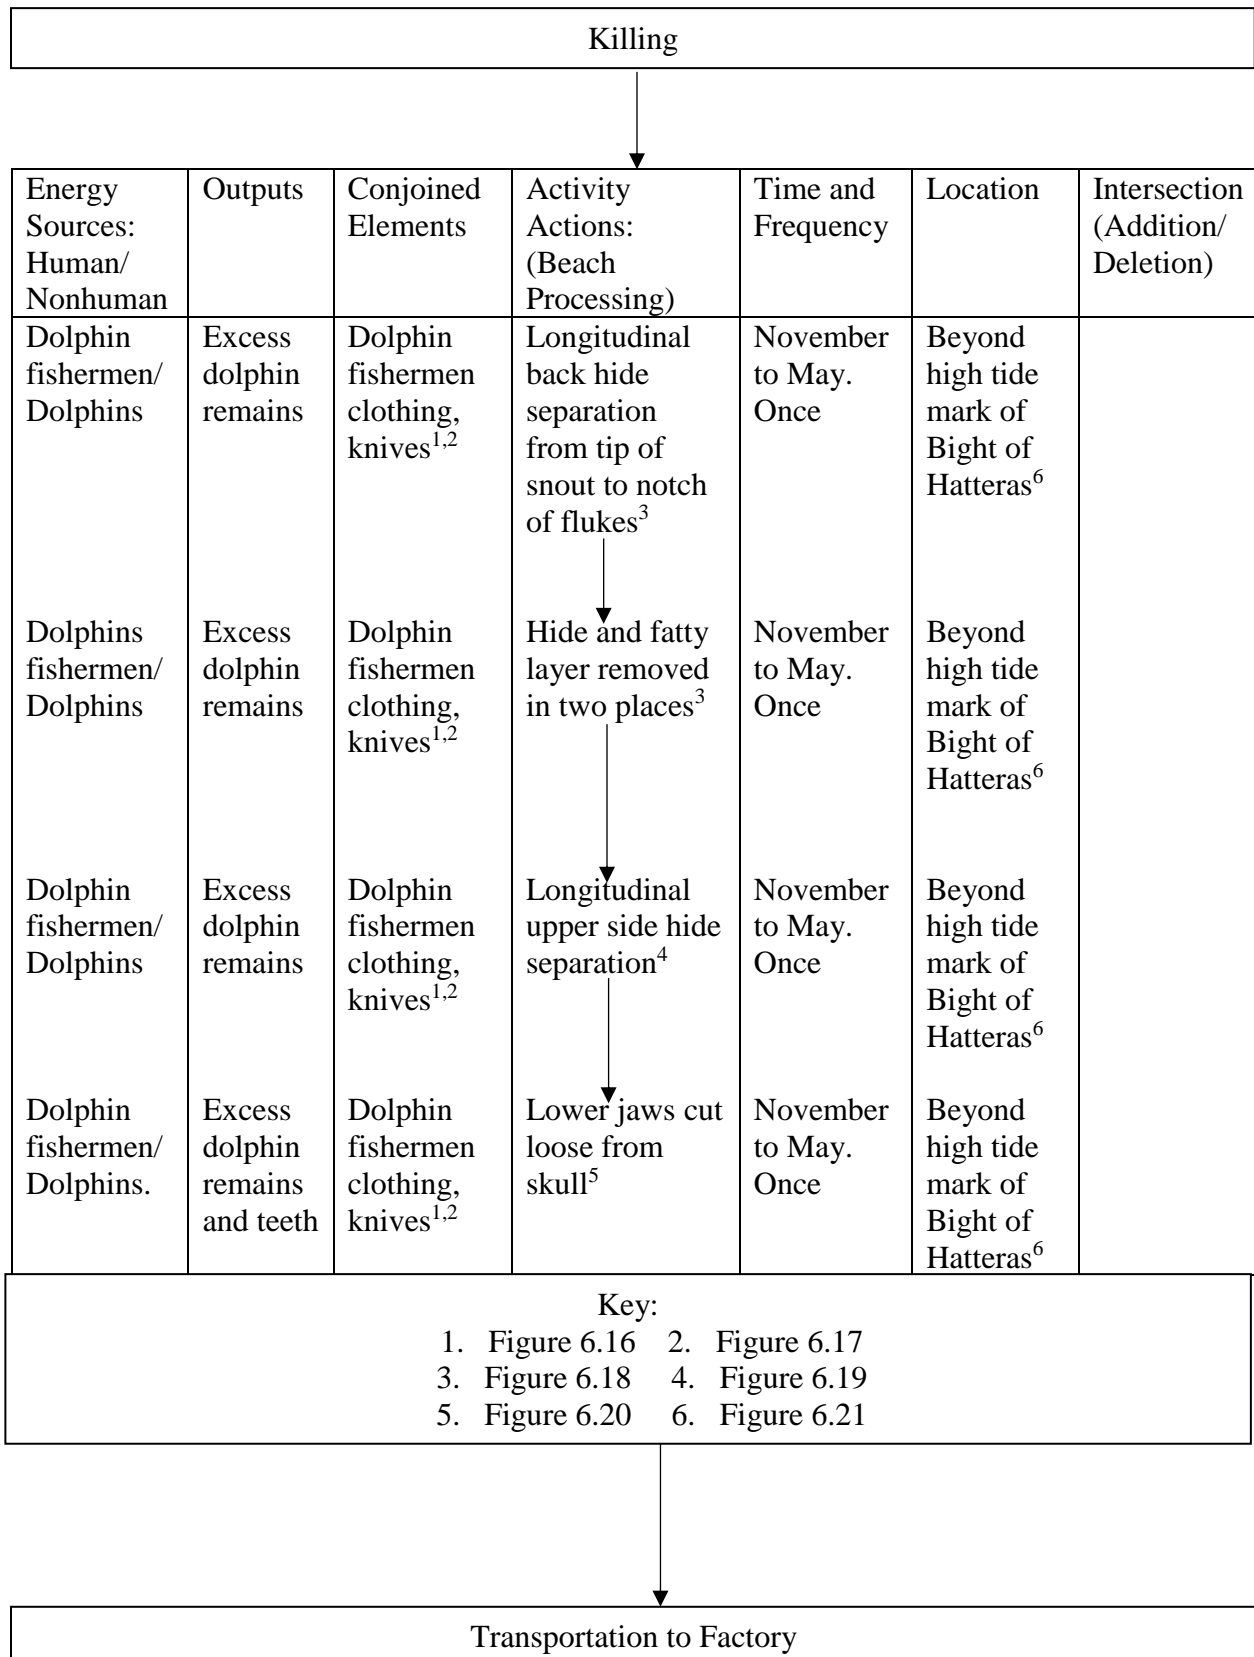 Killing
Energy
Sources:
Human/
Nonhuman
Outputs
Conjoined
Elements
Activity
Actions:
(Beach
Processing)
Time and
Frequency
Location
Intersection
(Addition/
Deletion)
Dolphin
fishermen/
Dolphins
Excess
dolphin
remains
Dolphin
fishermen
clothing,
knives1,2
Longitudinal
back hide
separation
from tip of
snout to notch
of flukes3
November
to May.
Once
Beyond
high tide
mark of
Bight of
Hatteras6
Dolphins
fishermen/
Dolphins
Excess
dolphin
remains
Dolphin
fishermen
clothing,
knives1,2
Hide and fatty
layer removed
in two places3
November
to May.
Once
Beyond
high tide
mark of
Bight of
Hatteras6
Dolphin
fishermen/
Dolphins
Excess
dolphin
remains
Dolphin
fishermen
clothing,
knives1,2
Longitudinal
upper side hide
separation4
November
to May.
Once
Beyond
high tide
mark of
Bight of
Hatteras6
Dolphin
fishermen/
Dolphins.
Excess
dolphin
remains
and teeth
Dolphin
fishermen
clothing,
knives1,2
Lower jaws cut
loose from
skull5
November
to May.
Once
Beyond
high tide
mark of
Bight of
Hatteras6
Key:
1. Figure 6.16 2. Figure 6.17
3. Figure 6.18 4. Figure 6.19
5. Figure 6.20 6. Figure 6.21
Transportation to Factory